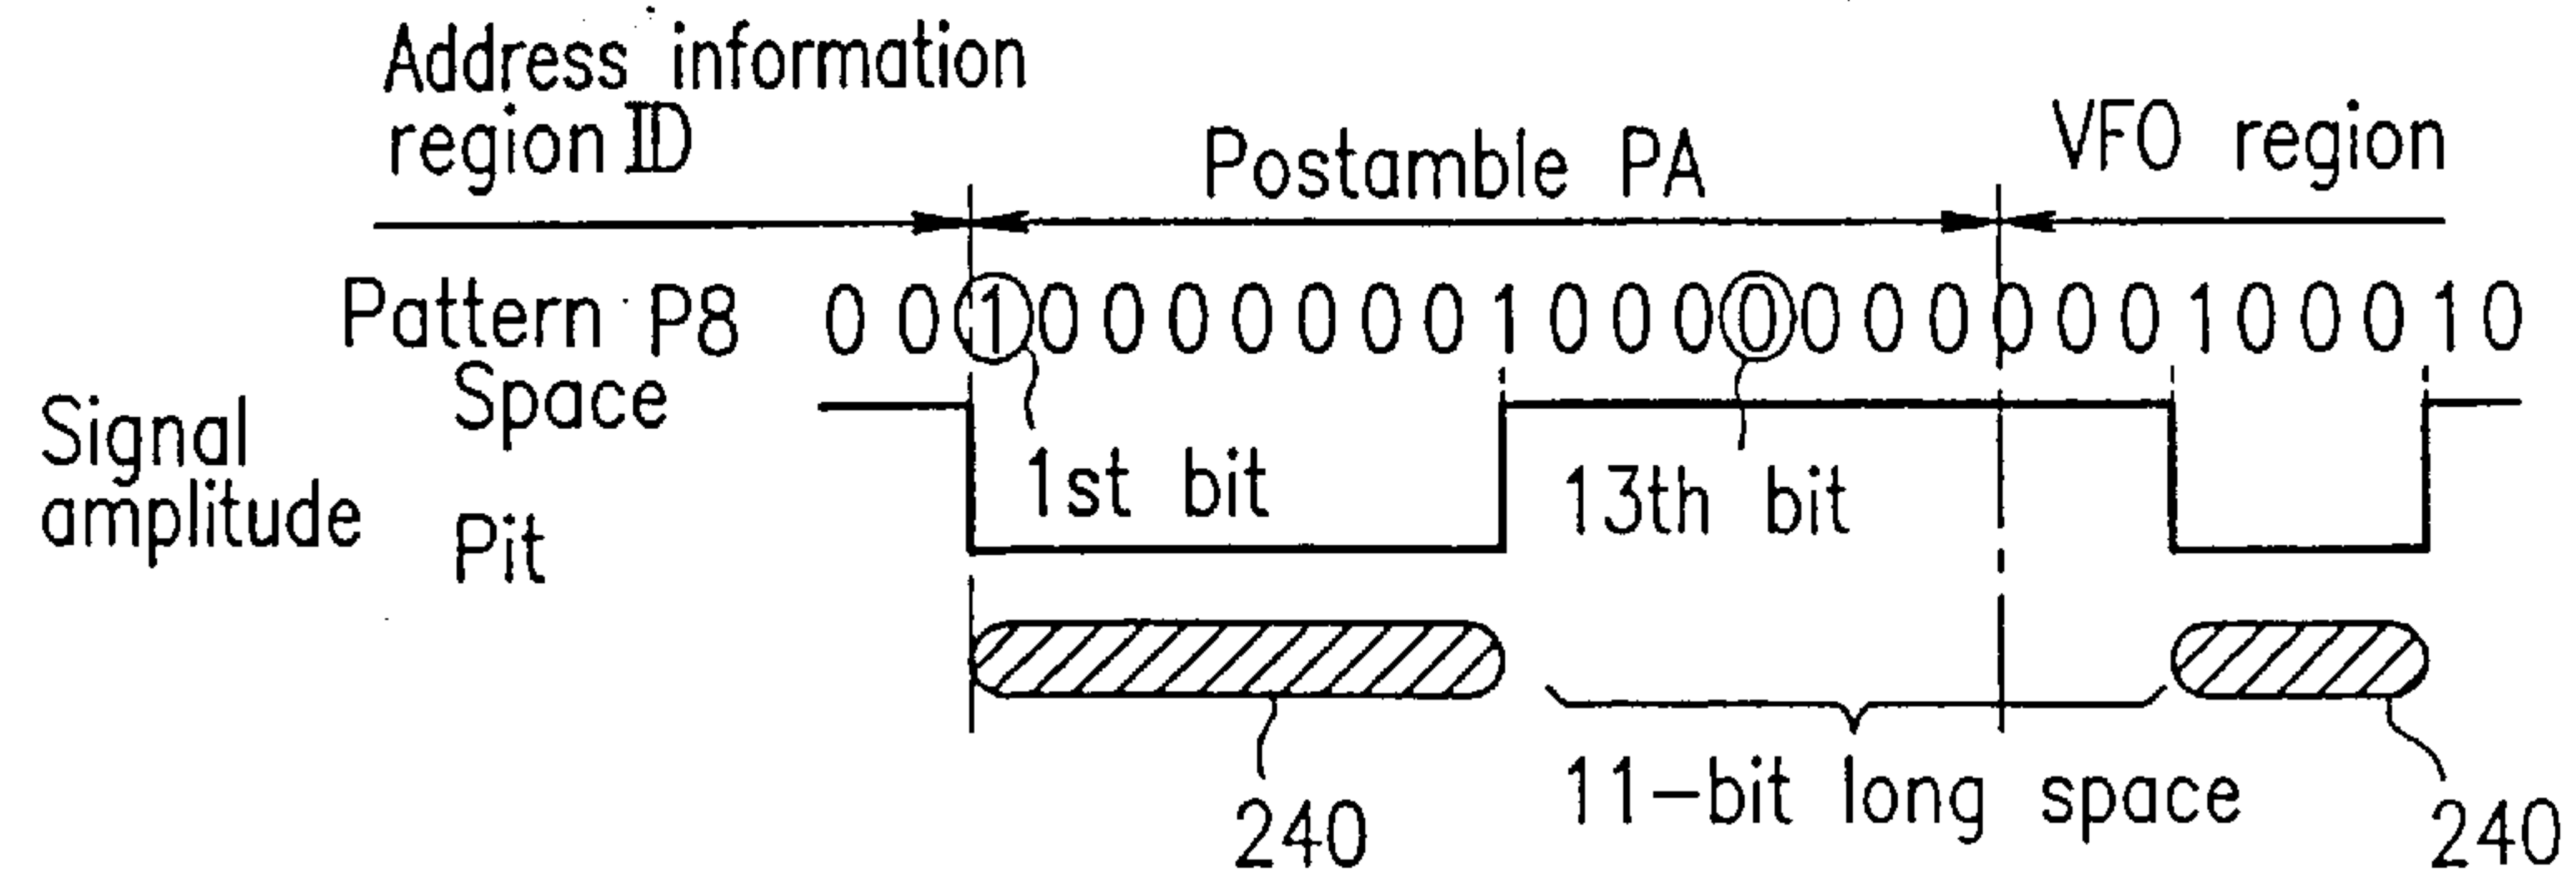 Address information
region ID
Postamble PA
VFO region
Pattern P8 0 0 1 0 0 0 0 0 0 0 1 0 0 0 0 0 0 0 0 0 0 1 0 0 0 1 0
Space
Signal
amplitude
Pit
1st bit
13th bit
11-bit long space
240
240